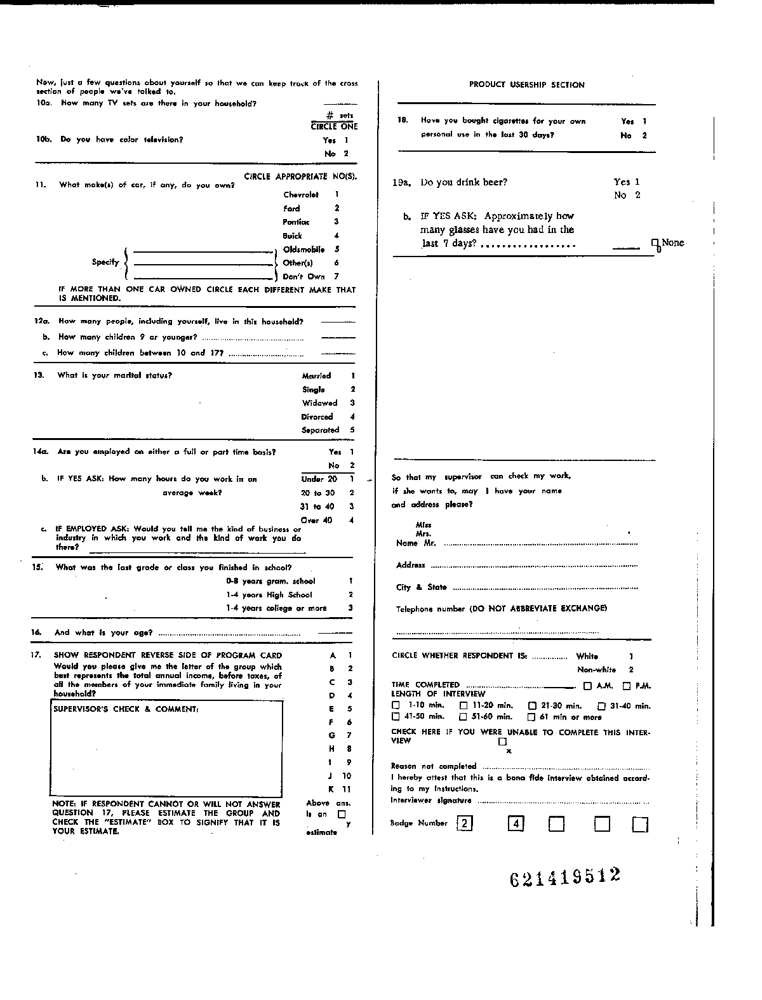 Now, just a few questions about yourself so that we can keep track of the cross
section of people we've talked to.
10a. How many TV sets are there in your household?
# sets
CIRCLE ONE
10b. Do you have color television?
Yes 1
No 2
CIRCLE APPROPRIATE NO(S).
11. What make(s) of car, if any, do you own?
Chevrolet 1
Ford 2
Pontiac 3
Buick 4
Oldsmobile 5
Specify Other(s) 6
Don't Own 7
IF MORE THAN ONE CAR OWNED CIRCLE EACH DIFFERENT MAKE THAT
IS MENTIONED.
12a. How many people, including yourself, live in this household?
b. How many children 9 or younger?
c. How many children between 10 and 17?
13. What is your marital status?
Married 1
Single 2
Widowed 3
Divorced 4
Separated 5
14a. Are you employed on either a full or part time basis?
Yes 1
No 2
b. IF YES ASK: How many hours do you work in an
average week?
Under 20 1
20 to 30 2
31 to 40 3
Over 40 4
c. IF EMPLOYED ASK: Would you tell me the kind of business or
industry in which you work and the kind of work you do
there?
15. What was the last grade or class you finished in school?
0-8 years gram. school 1
1-4 years High School 2
1-4 years college or more 3
16. And what is your age?
17. SHOW RESPONDENT REVERSE SIDE OF PROGRAM CARD
Would you please give me the letter of the group which
best represents the total annual income, before taxes, of
all the members of your immediate family living in your
household?
A 1
B 2
C 3
D 4
E 5
F 6
G 7
H 8
I 9
J 10
K 11
SUPERVISOR'S CHECK & COMMENT:
NOTE: IF RESPONDENT CANNOT OR WILL NOT ANSWER
QUESTION 17, PLEASE ESTIMATE THE GROUP AND
CHECK THE "ESTIMATE" BOX TO SIGNIFY THAT IT IS
YOUR ESTIMATE.
Above ans.
is an
y
estimate
PRODUCT USERSHIP SECTION
18. Have you bought cigarettes for your own
personal use in the last 30 days?
Yes 1
No 2
19a. Do you drink beer?
Yes 1
No 2
b. IF YES ASK: Approximately how
many glasses have you had in the
last 7 days? .................. None
0
So that my supervisor can check my work,
if she wants to, may I have your name
and address please?
Miss
Mrs.
Name Mr.
Address
City & State
Telephone number (DO NOT ABBREVIATE EXCHANGE)
CIRCLE WHETHER RESPONDENT IS: White 1
Non-white 2
TIME COMPLETED A.M. P.M.
LENGTH OF INTERVIEW
1-10 min. 11-20 min. 21-30 min. 31-40 min.
41-50 min. 51-60 min. 61 min or more
CHECK HERE IF YOU WERE UNABLE TO COMPLETE THIS INTER-
VIEW
x
Reason not completed
I hereby attest that this is a bona fide interview obtained accord-
ing to my instructions.
Interviewer signature
Badge Number 2 4
621419512